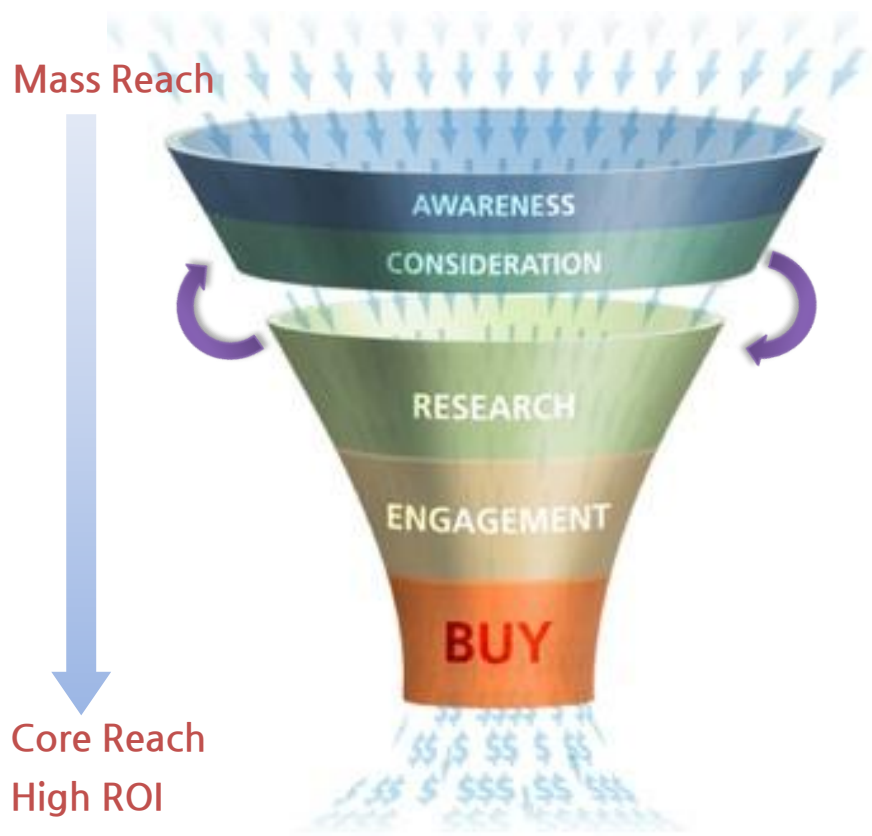 Mass Reach
AWARENESS
CONSIDERATION
RESEARCH
ENGAGEMENT
BUY
Core Reach
High ROI
$$ $$$$ $ $$
$$ $ $$ $ $$
$$ $ $$$ $$ $$$